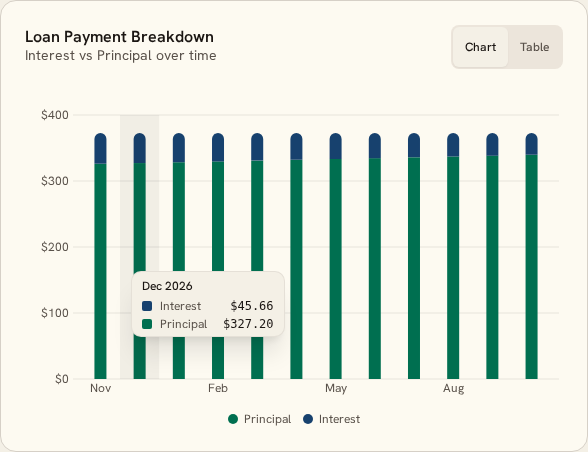 Loan Payment Breakdown
Interest vs Principal over time
Chart Table
$400
$300
$200
$100
$0
Dec 2026
Interest $45.66
Principal $327.20
Nov Feb May Aug
Principal Interest